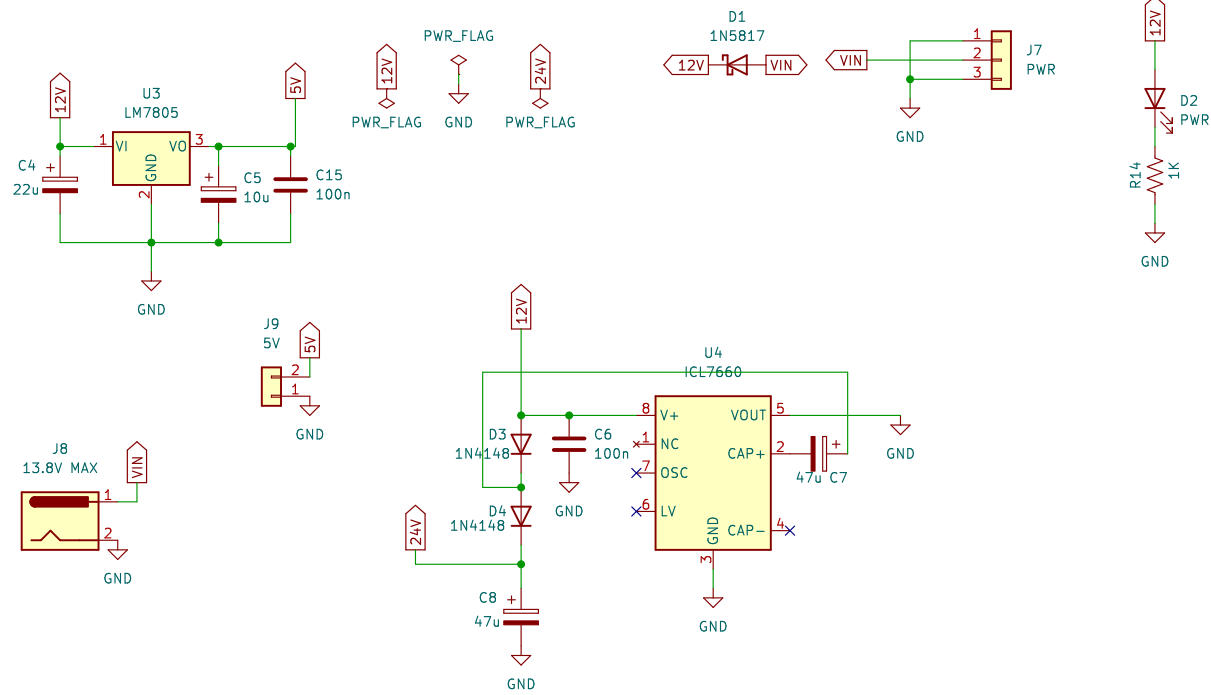 12V
U3
LM7805
5V
1
VI
VO
3
GND
2
C4
+
22u
+
C5
10u
C15
100n
GND
12V
PWR_FLAG
PWR_FLAG
GND
24V
PWR_FLAG
D1
1N5817
12V
VIN
VIN
1
2
3
J7
PWR
GND
12V
D2
PWR
R14
1K
GND
J9
5V
5V
2
1
GND
J8
13.8V MAX
VIN
1
2
GND
12V
U4
ICL7660
8
V+
VOUT
5
1
NC
CAP+
2
7
OSC
6
LV
GND
CAP-
4
3
GND
GND
+
47u
C7
D3
1N4148
C6
100n
GND
D4
1N4148
24V
C8
+
47u
GND